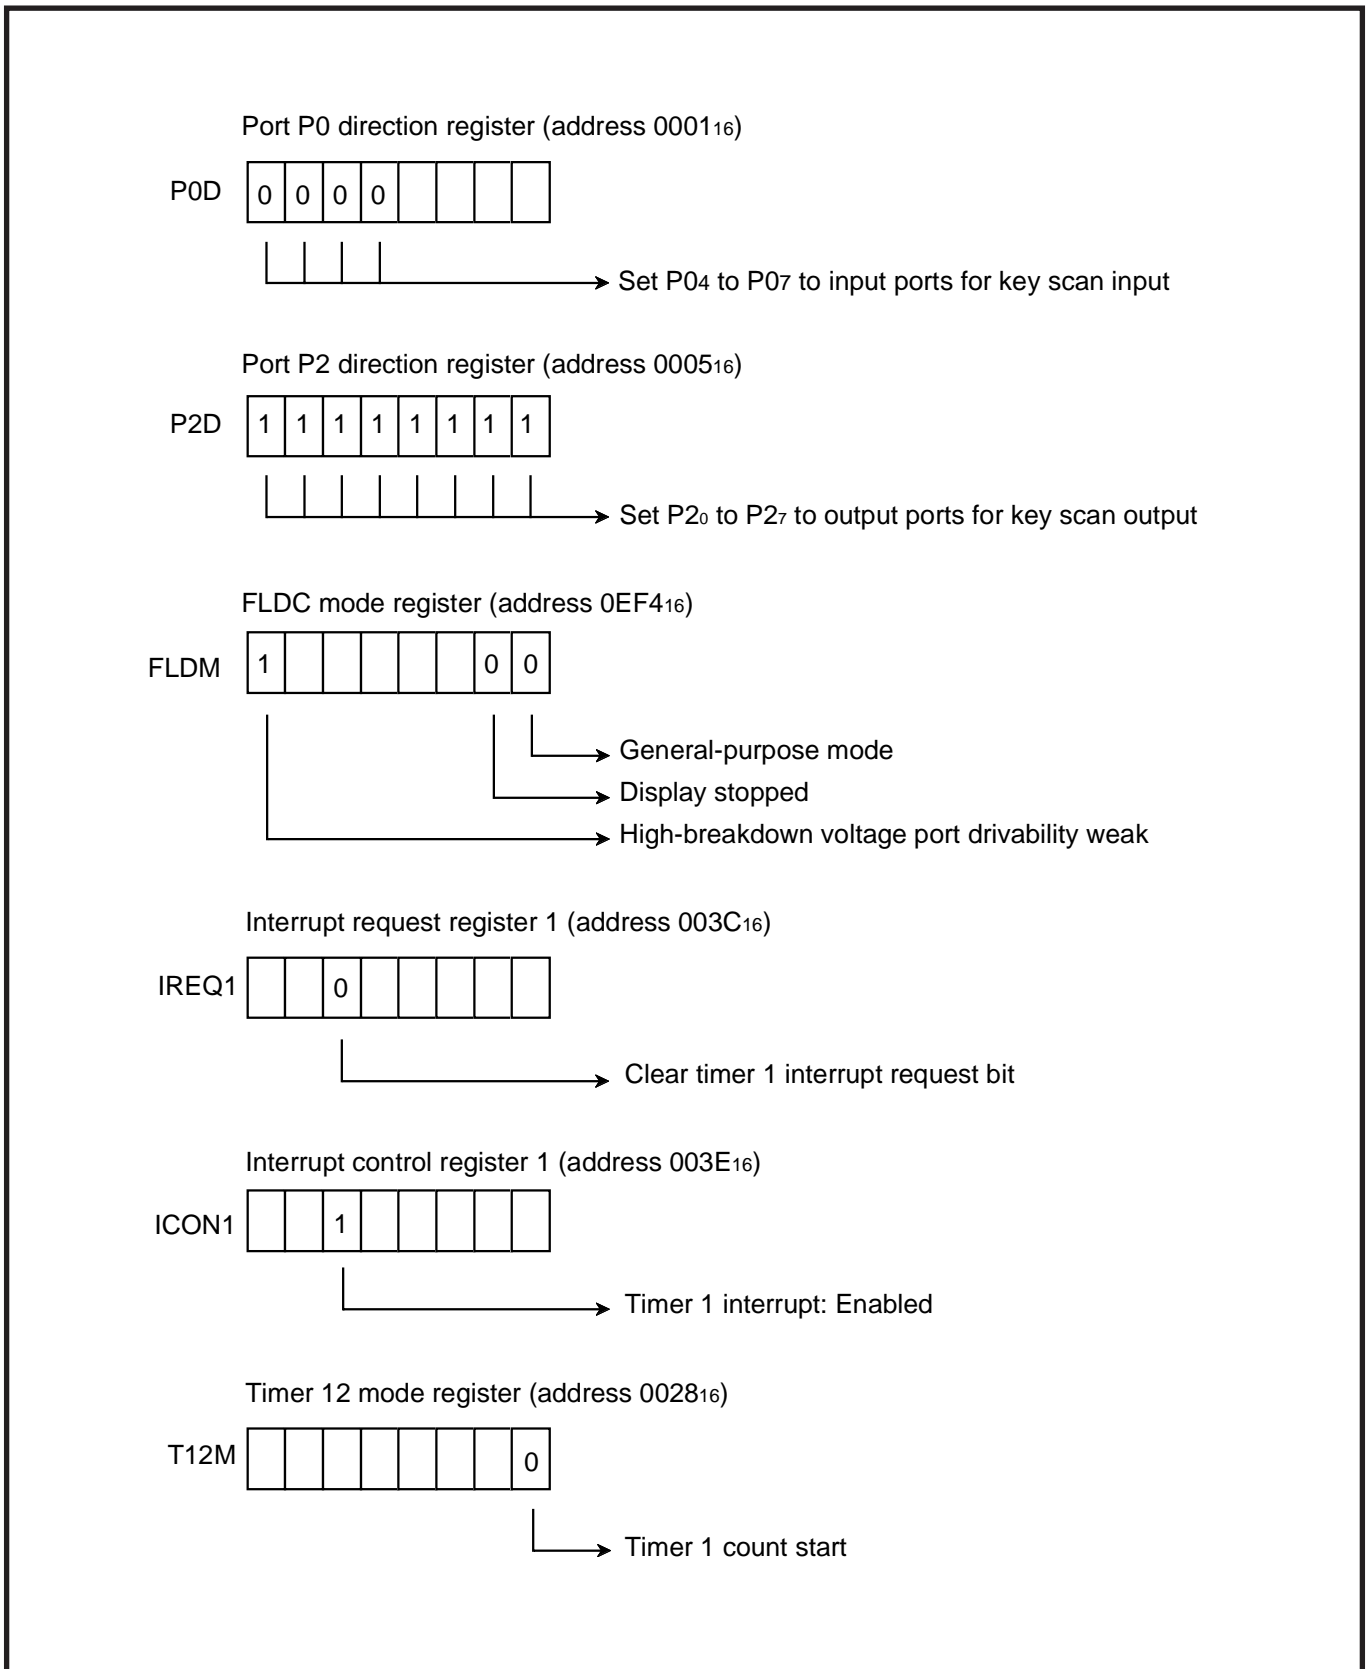 Port P0 direction register (address 000116)
P0D 0 0 0 0
Set P04 to P07 to input ports for key scan input
Port P2 direction register (address 000516)
P2D 1 1 1 1 1 1 1 1
Set P20 to P27 to output ports for key scan output
FLDC mode register (address 0EF416)
FLDM 1 0 0
General-purpose mode
Display stopped
High-breakdown voltage port drivability weak
Interrupt request register 1 (address 003C16)
IREQ1 0
Clear timer 1 interrupt request bit
Interrupt control register 1 (address 003E16)
ICON1 1
Timer 1 interrupt: Enabled
Timer 12 mode register (address 002816)
T12M 0
Timer 1 count start